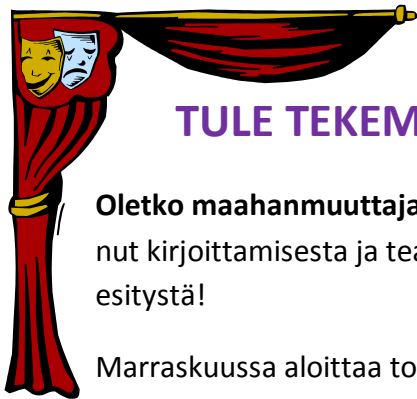 TULE TEKEM
Oletko maahanmuuttaja
nut kirjoittamisesta ja tea
esitystä!
Marraskuussa aloittaa to